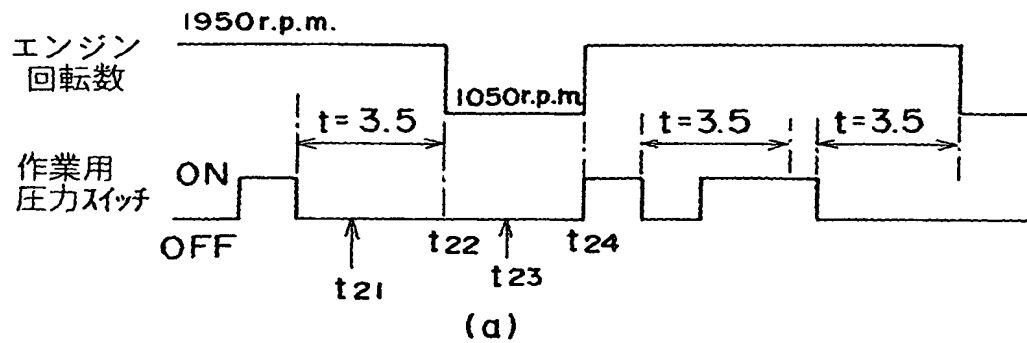 1950r.p.m.
エンジン
回転数
1050r.p.m
t=3.5
t=3.5
t=3.5
作業用
圧力スイッチ
ON
OFF
t21
t22
t23
t24
(a)